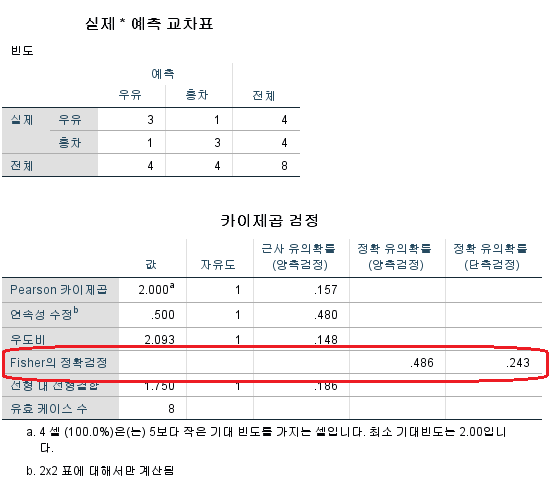 실제 * 예측 교차표
빈도
예측
우유 홍차 전체
실제 우유 3 1 4
홍차 1 3 4
전체 4 4 8
카이제곱 검정
값 자유도 근사 유의확률 (양측검정) 정확 유의확률 (양측검정) 정확 유의확률 (단측검정)
Pearson 카이제곱 2.000a 1 .157
연속성 수정b .500 1 .480
우도비 2.093 1 .148
Fisher의 정확검정 .486 .243
선형 대 선형결합 1.750 1 .186
유효 케이스 수 8
a. 4 셀 (100.0%)은(는) 5보다 작은 기대 빈도를 가지는 셀입니다. 최소 기대빈도는 2.00입니
다.
b. 2x2 표에 대해서만 계산됨